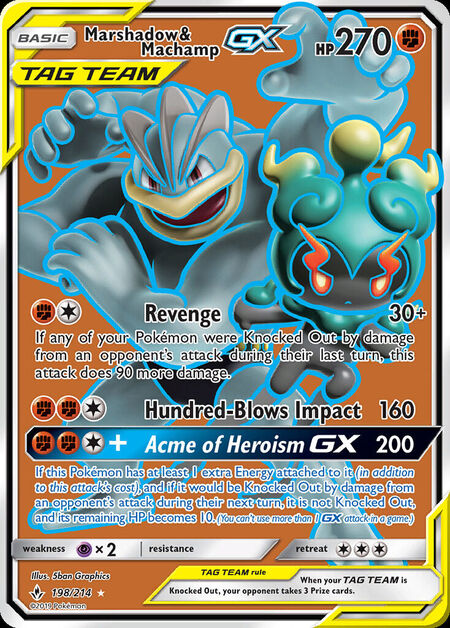 BASIC
Marshadow &
Machamp GX HP270
TAG TEAM
Revenge 30+
If any of your Pokémon were Knocked Out by damage
from an opponent's attack during their last turn, this
attack does 90 more damage.
Hundred-Blows Impact 160
+ Acme of Heroism GX 200
If this Pokémon has at least 1 extra Energy attached to it (in addition
to this attack's cost), and if it would be Knocked Out by damage from
an opponent's attack during their next turn, it is not Knocked Out,
and its remaining HP becomes 10. (You can't use more than 1 GX attack in a game.)
weakness ×2 resistance retreat
Illus. 5ban Graphics
198/214 ★
©2019 Pokémon
TAG TEAM rule
When your TAG TEAM is
Knocked Out, your opponent takes 3 Prize cards.